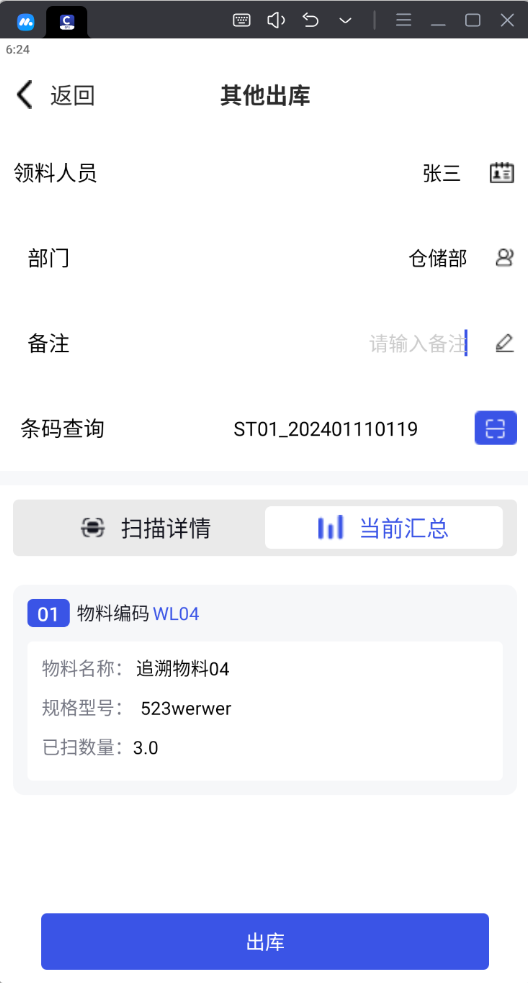 6:24
返回 其他出库
领料人员 张三
部门 仓储部
备注 请输入备注
条码查询 ST01_202401110119
扫描详情 当前汇总
01 物料编码 WL04
物料名称： 追溯物料04
规格型号： 523werwer
已扫数量：3.0
出库